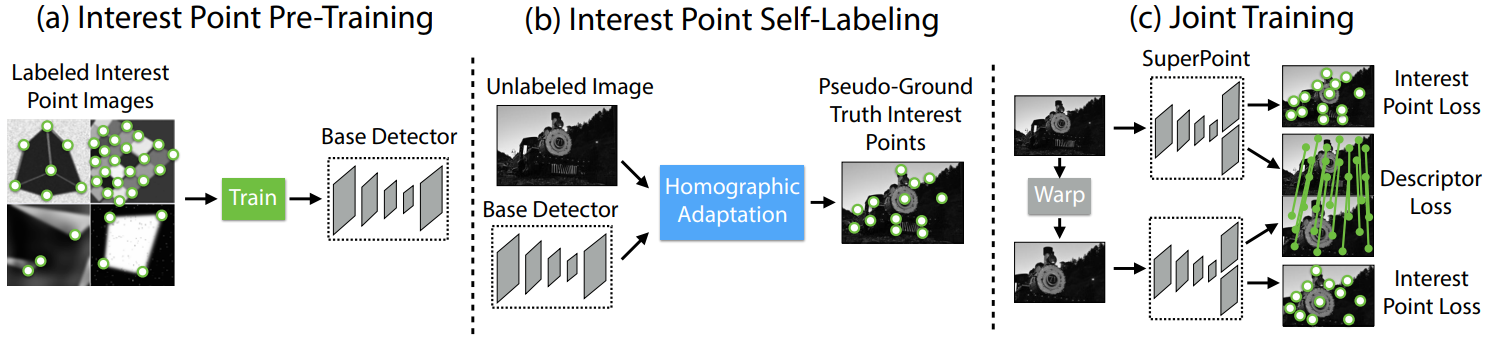 (a) Interest Point Pre-Training
Labeled Interest
Point Images
Train
Base Detector
(b) Interest Point Self-Labeling
Unlabeled Image
Base Detector
Homographic
Adaptation
Pseudo-Ground
Truth Interest
Points
(c) Joint Training
Warp
SuperPoint
Interest
Point Loss
Descriptor
Loss
Interest
Point Loss